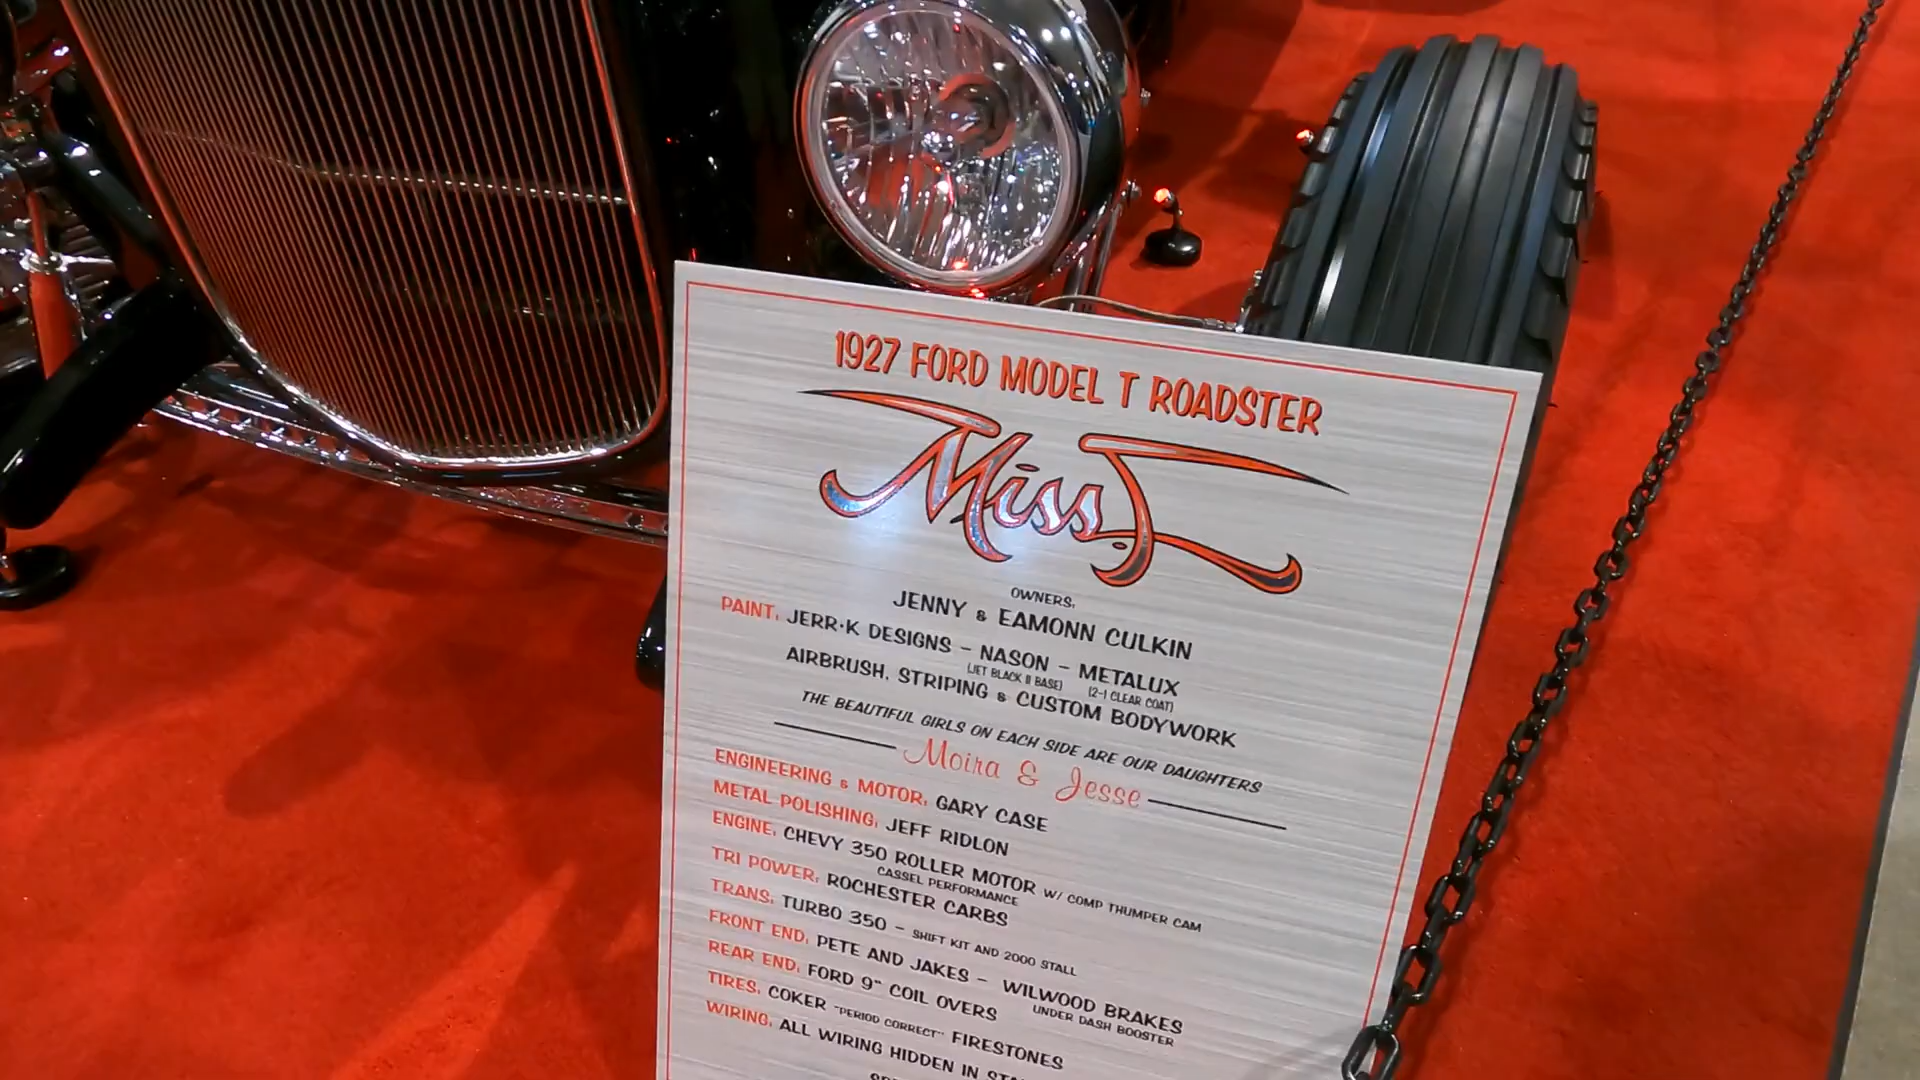 1927 FORD MODEL T ROADSTER
Miss T
OWNERS:
JENNY & EAMONN CULKIN
PAINT: JERR·K DESIGNS – NASON – METALUX
(JET BLACK II BASE) (2-1 CLEAR COAT)
AIRBRUSH, STRIPING & CUSTOM BODYWORK
THE BEAUTIFUL GIRLS ON EACH SIDE ARE OUR DAUGHTERS
Moira & Jesse
ENGINEERING & MOTOR: GARY CASE
METAL POLISHING: JEFF RIDLON
ENGINE: CHEVY 350 ROLLER MOTOR W/ COMP THUMPER CAM
CASSEL PERFORMANCE
TRI POWER: ROCHESTER CARBS
TRANS: TURBO 350 – SHIFT KIT AND 2000 STALL
FRONT END: PETE AND JAKES – WILWOOD BRAKES
UNDER DASH BOOSTER
REAR END: FORD 9" COIL OVERS
TIRES: COKER "PERIOD CORRECT" FIRESTONES
WIRING: ALL WIRING HIDDEN IN